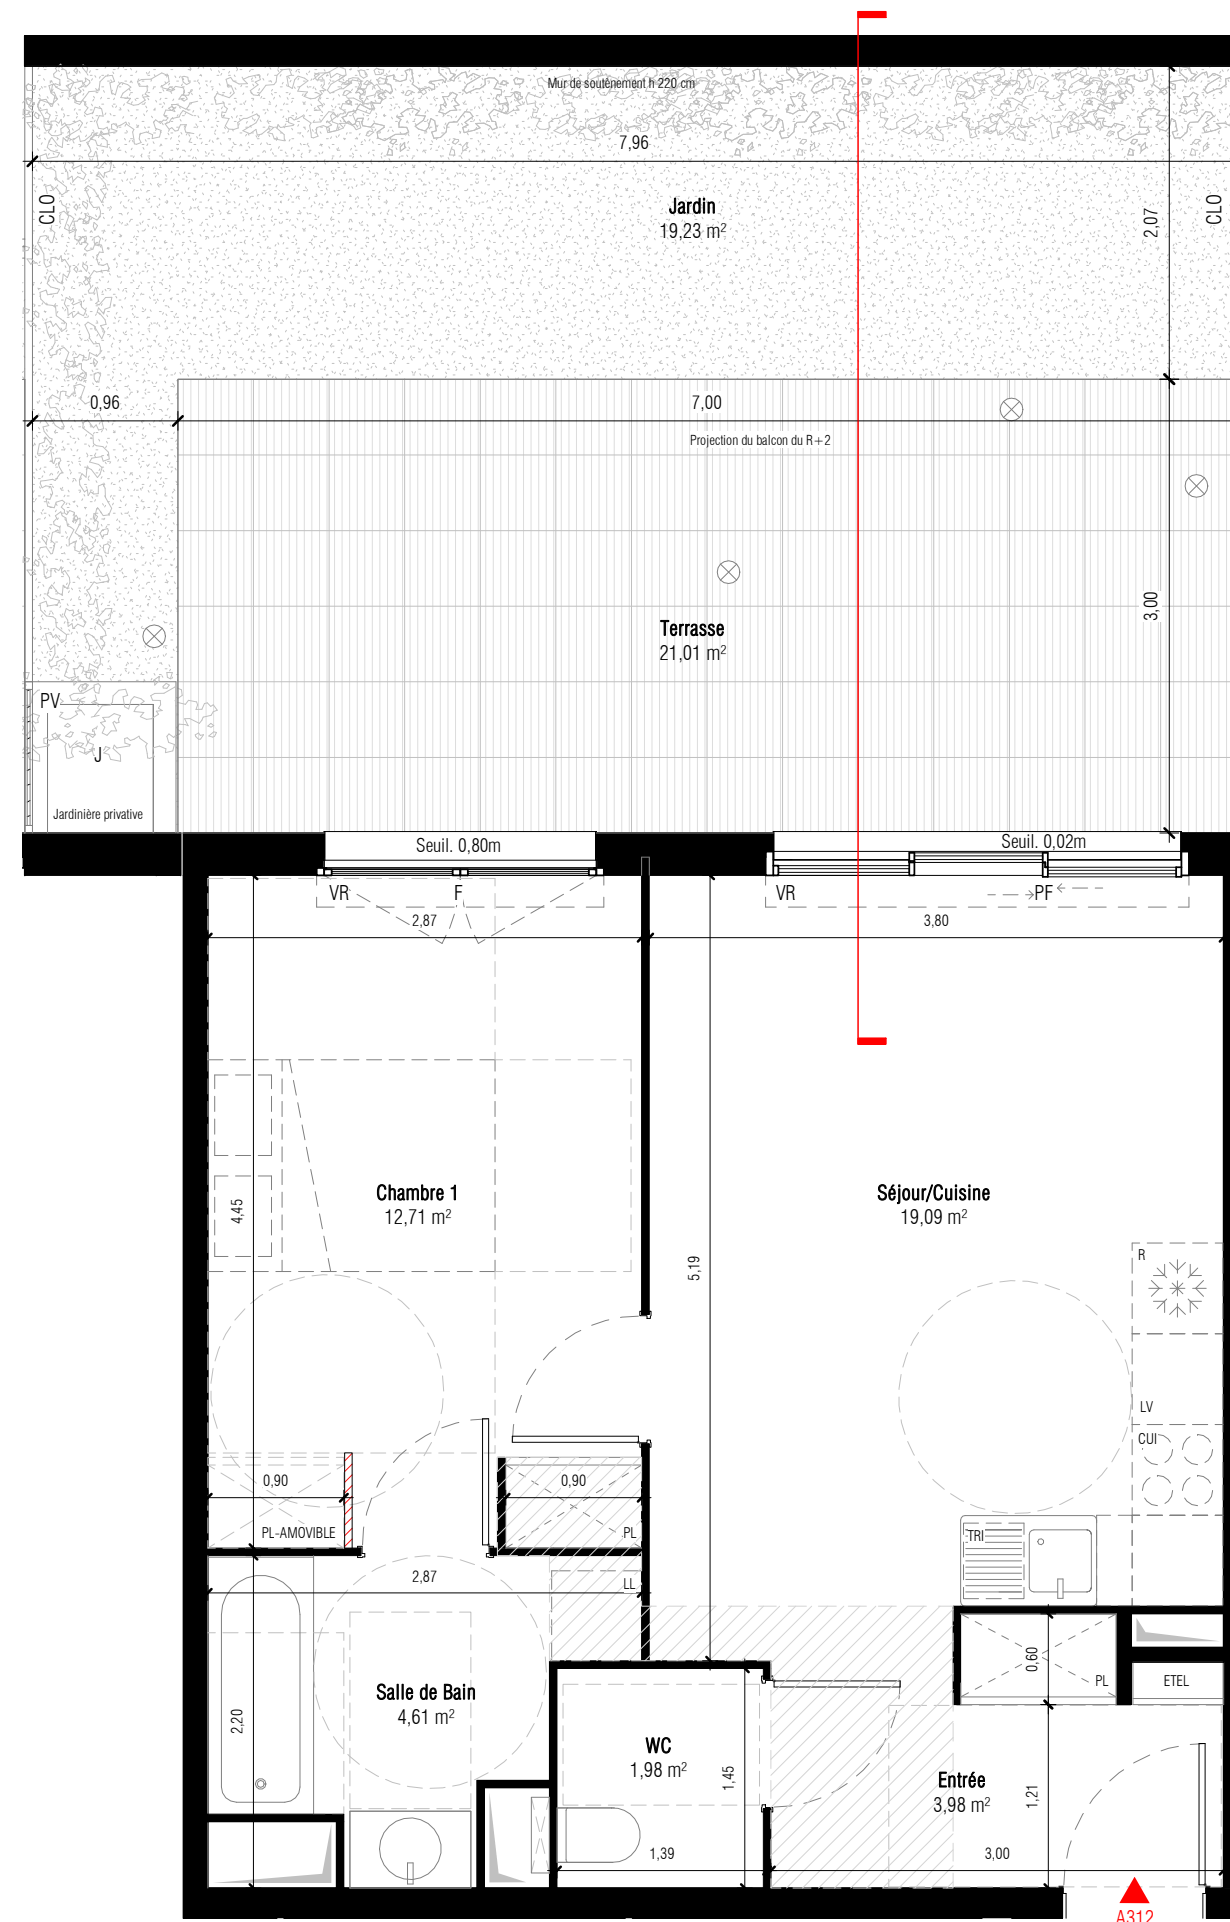 Mur de soutènement h 220 cm
7,96
CLO
CLO
Jardin
19,23 m²
2,07
0,96
7,00
Projection du balcon du R+2
3,00
Terrasse
21,01 m²
PV
J
Jardinière privative
Seuil. 0,80m
Seuil. 0,02m
VR
F
VR
PF
2,87
3,80
Chambre 1
12,71 m²
4,45
Séjour/Cuisine
19,09 m²
5,19
R
LV
CUI
0,90
0,90
PL-AMOVIBLE
PL
TRI
2,87
LL
0,60
PL
ETEL
Salle de Bain
4,61 m²
2,20
WC
1,98 m²
1,45
Entrée
3,98 m²
1,21
1,39
3,00
A312